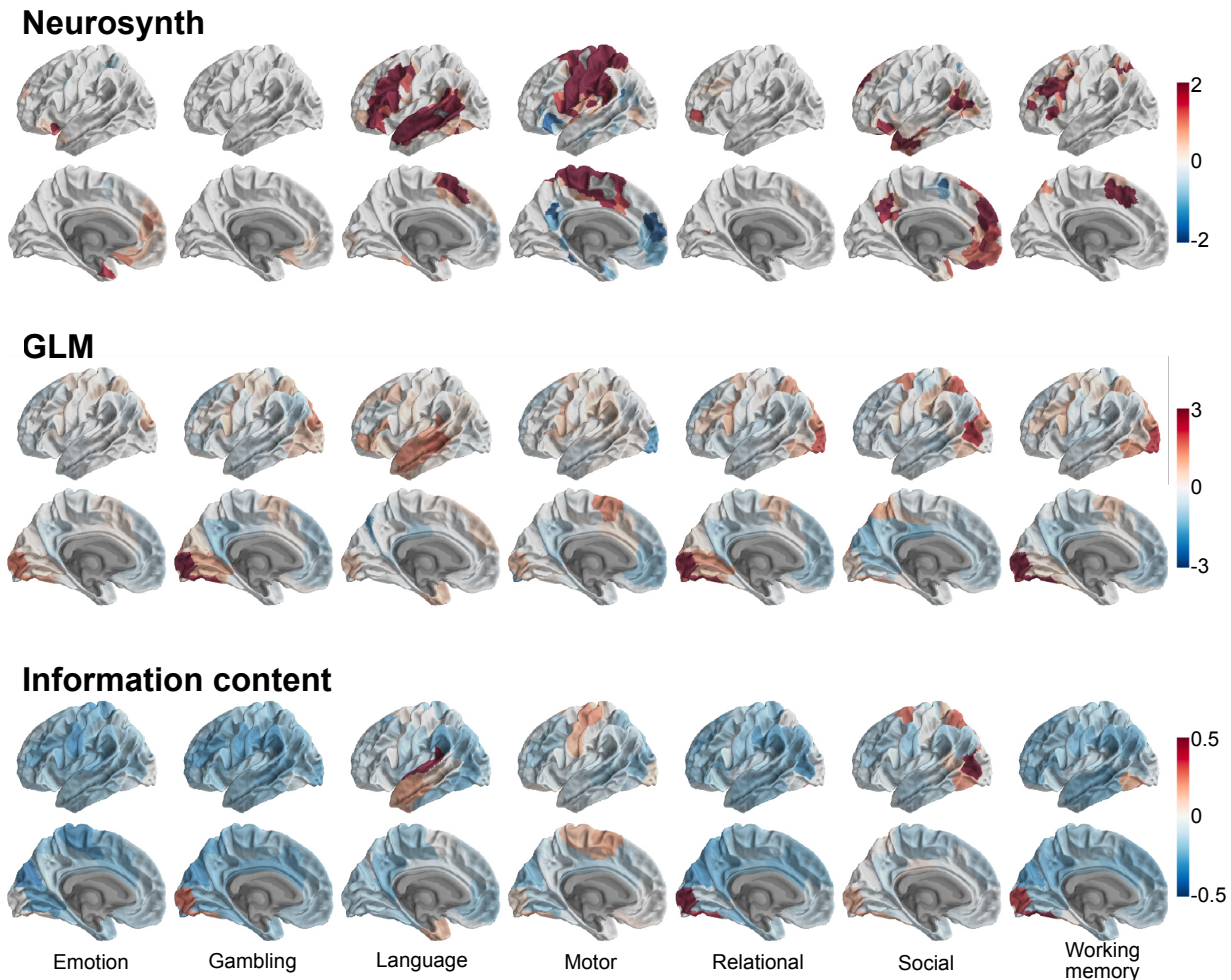 Neurosynth
2
0
-2
GLM
3
0
-3
Information content
0.5
0
-0.5
Emotion Gambling Language Motor Relational Social Working
memory